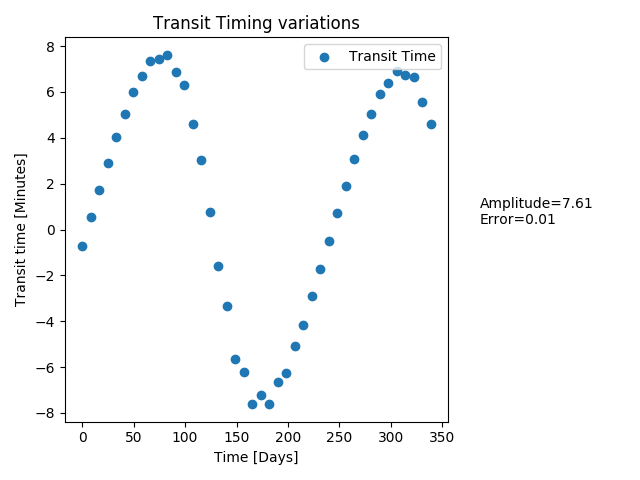 Transit Timing variations
Transit Time
8
6
4
2
0
−2
−4
−6
−8
Transit time [Minutes]
0 50 100 150 200 250 300 350
Time [Days]
Amplitude=7.61
Error=0.01